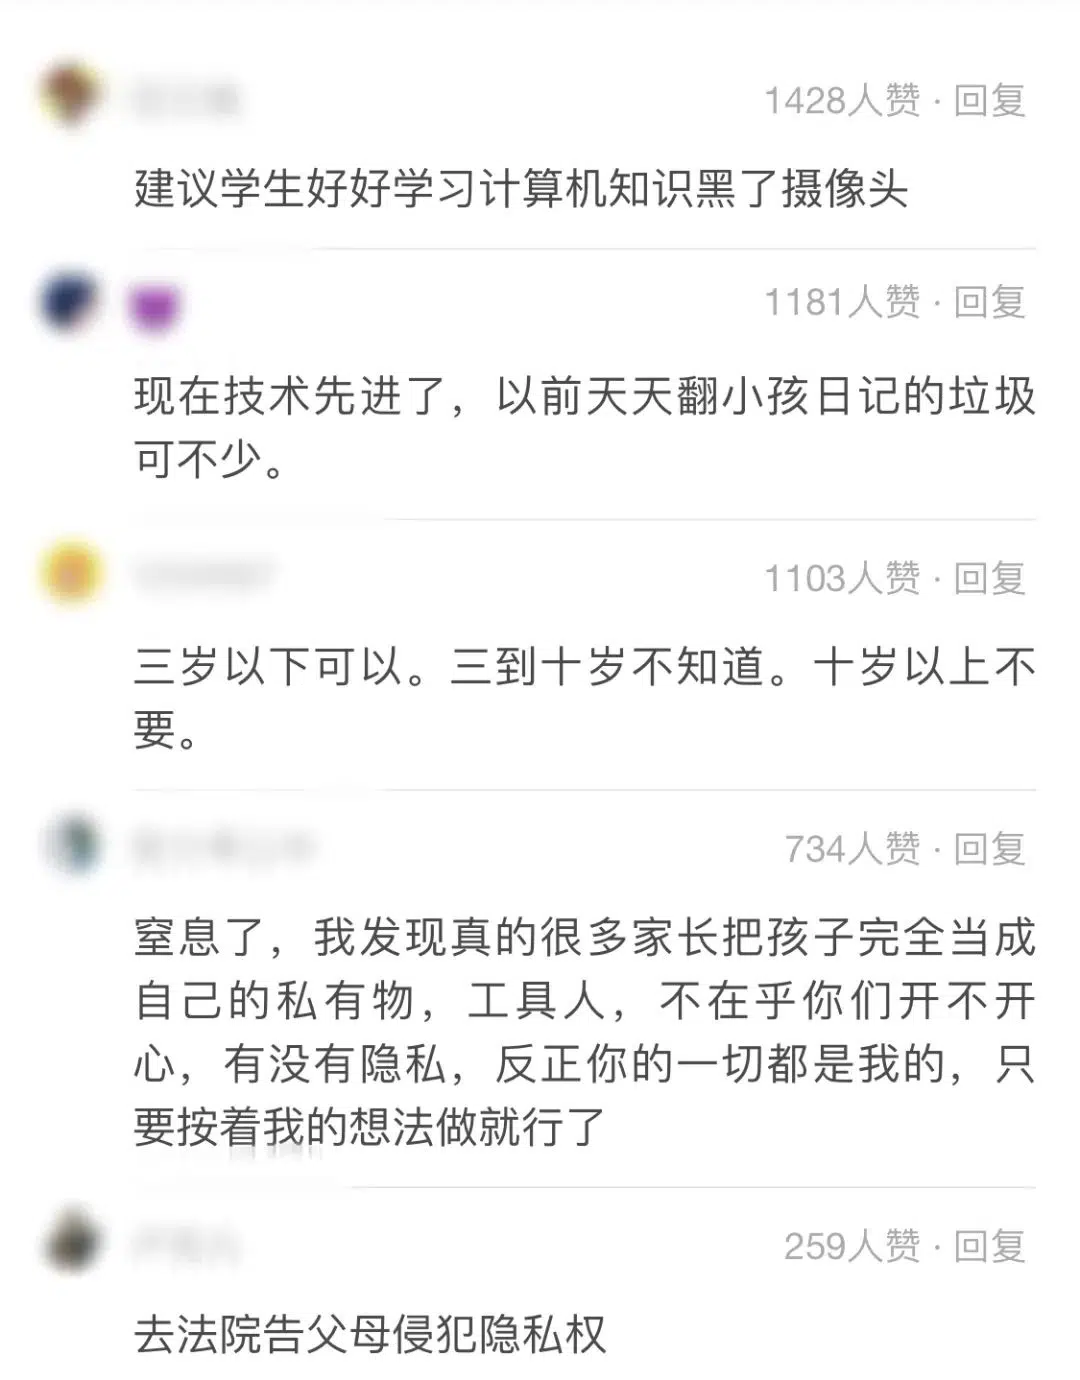 1428人赞 · 回复
建议学生好好学习计算机知识黑了摄像头
1181人赞 · 回复
现在技术先进了，以前天天翻小孩日记的垃圾
可不少。
1103人赞 · 回复
三岁以下可以。三到十岁不知道。十岁以上不
要。
734人赞 · 回复
窒息了，我发现真的很多家长把孩子完全当成
自己的私有物，工具人，不在乎你们开不开
心，有没有隐私，反正你的一切都是我的，只
要按着我的想法做就行了
259人赞 · 回复
去法院告父母侵犯隐私权